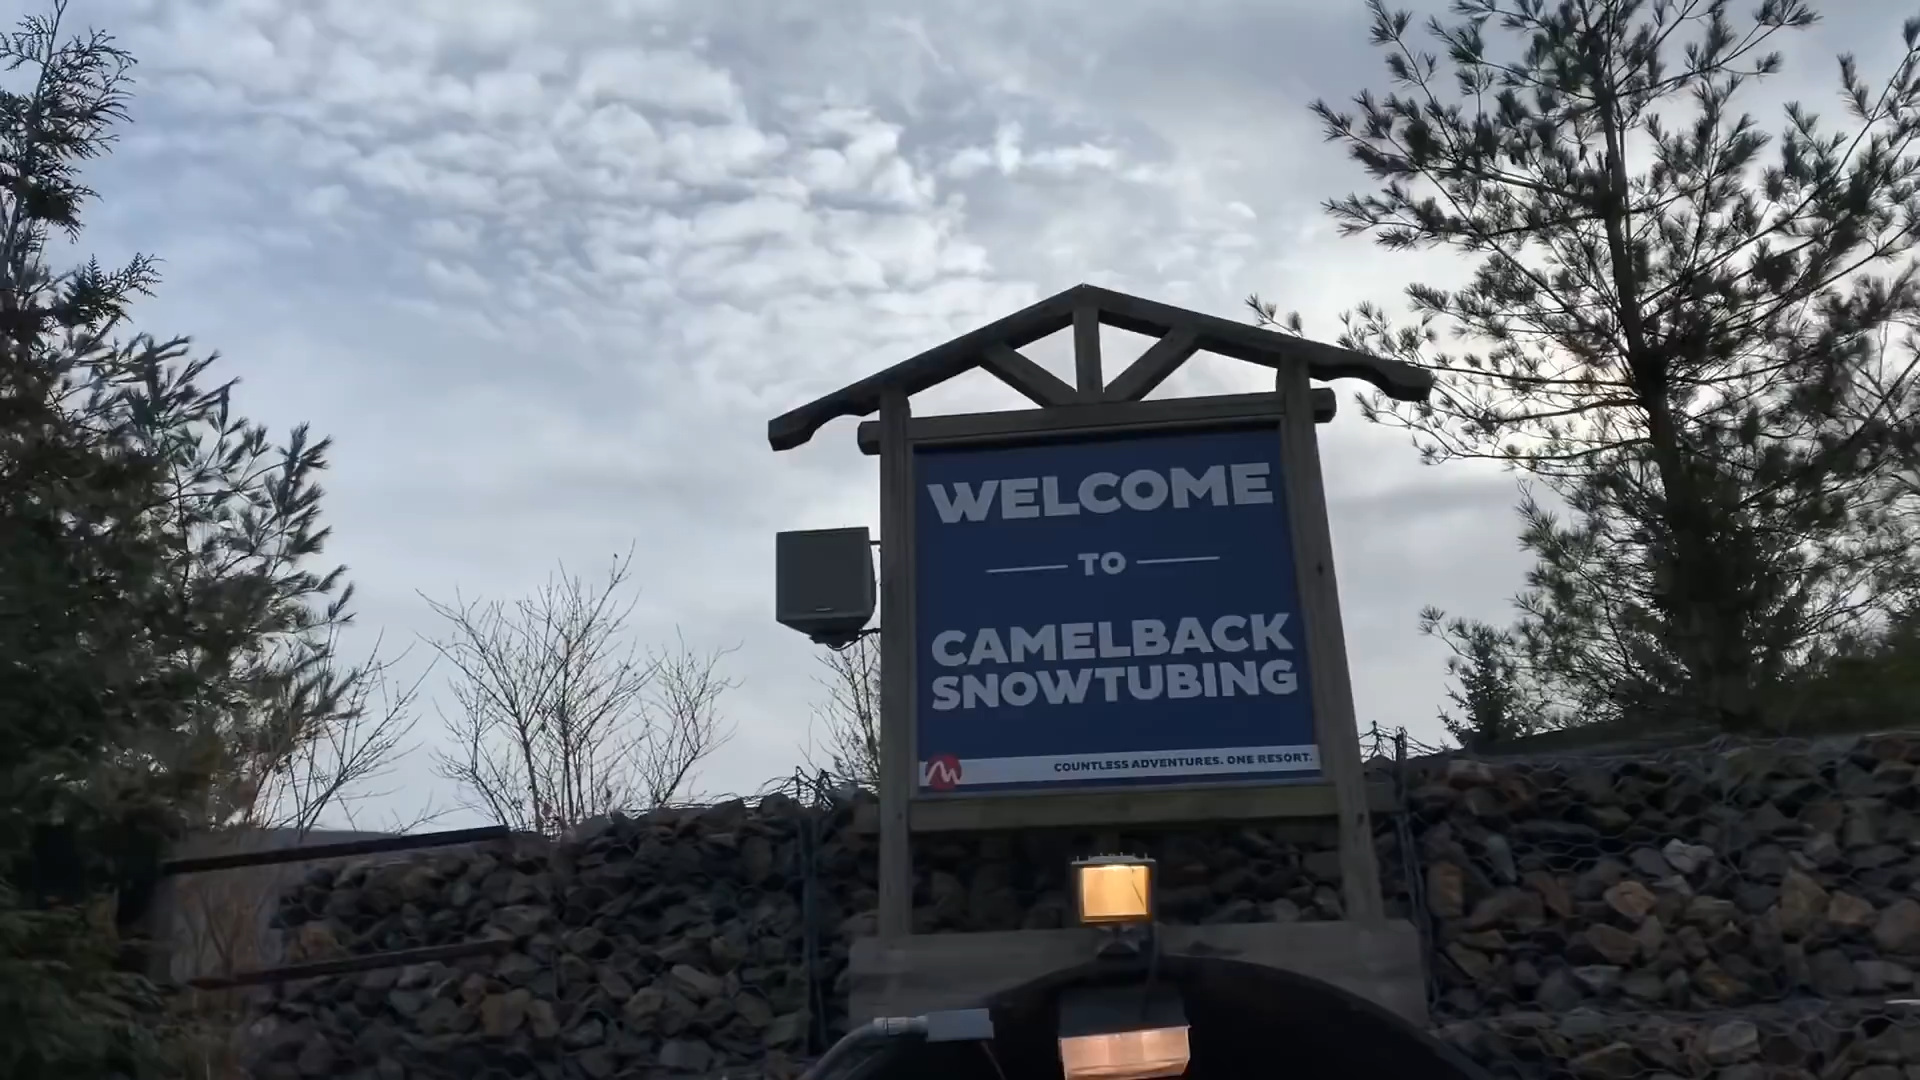 WELCOME
TO
CAMELBACK
SNOWTUBING
COUNTLESS ADVENTURES. ONE RESORT.